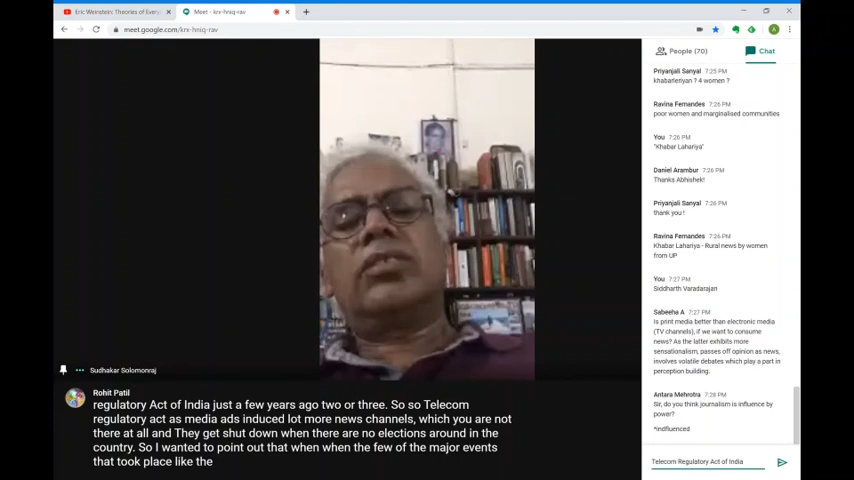 Eric Weinstein: Theories of Every
Meet - krx-hniq-rav
meet.google.com/krx-hniq-rav
People (70)
Chat
Priyanjali Sanyal 7:25 PM
khabarleriyan ? 4 women ?
Ravina Fernandes 7:26 PM
poor women and marginalised communities
You 7:26 PM
"Khabar Lahariya"
Daniel Arambur 7:26 PM
Thanks Abhishek!
Priyanjali Sanyal 7:26 PM
thank you !
Ravina Fernandes 7:26 PM
Khabar Lahariya - Rural news by women
from UP
You 7:27 PM
Siddharth Varadarajan
Sabeeha A 7:27 PM
Is print media better than electronic media
(TV channels), if we want to consume
news? As the latter exhibits more
sensationalism, passes off opinion as news,
involves volatile debates which play a part in
perception building.
Antara Mehrotra 7:28 PM
Sir, do you think journalism is influence by
power?
*indfluenced
Telecom Regulatory Act of India
Sudhakar Solomonraj
Rohit Patil
regulatory Act of India just a few years ago two or three. So so Telecom
regulatory act as media ads induced lot more news channels, which you are not
there at all and They get shut down when there are no elections around in the
country. So I wanted to point out that when when the few of the major events
that took place like the